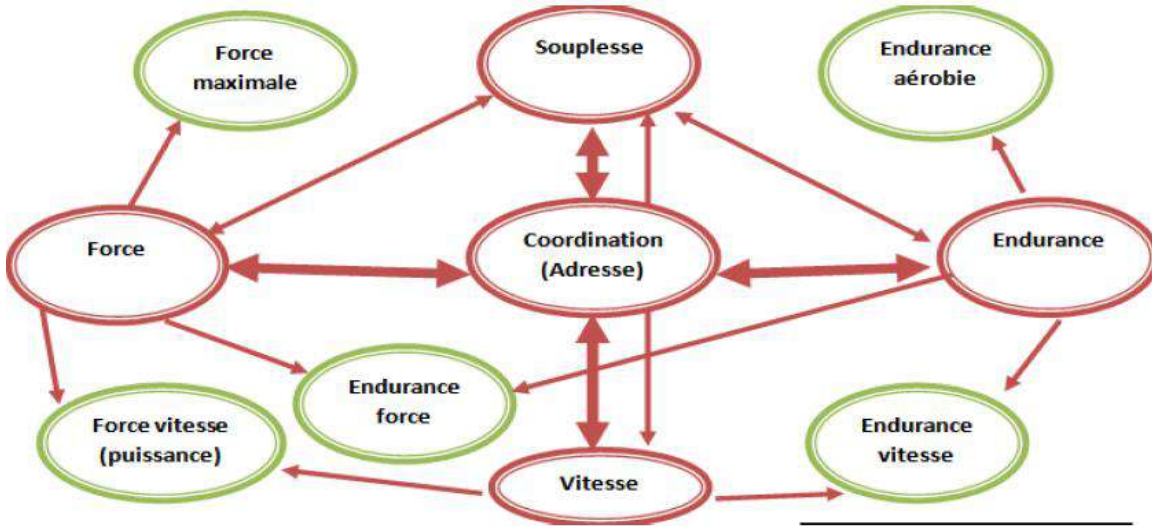 Force
maximale
Souplesse
Endurance
aérobie
Force
Coordination
(Adresse)
Endurance
Endurance
force
Force vitesse
(puissance)
Endurance
vitesse
Vitesse